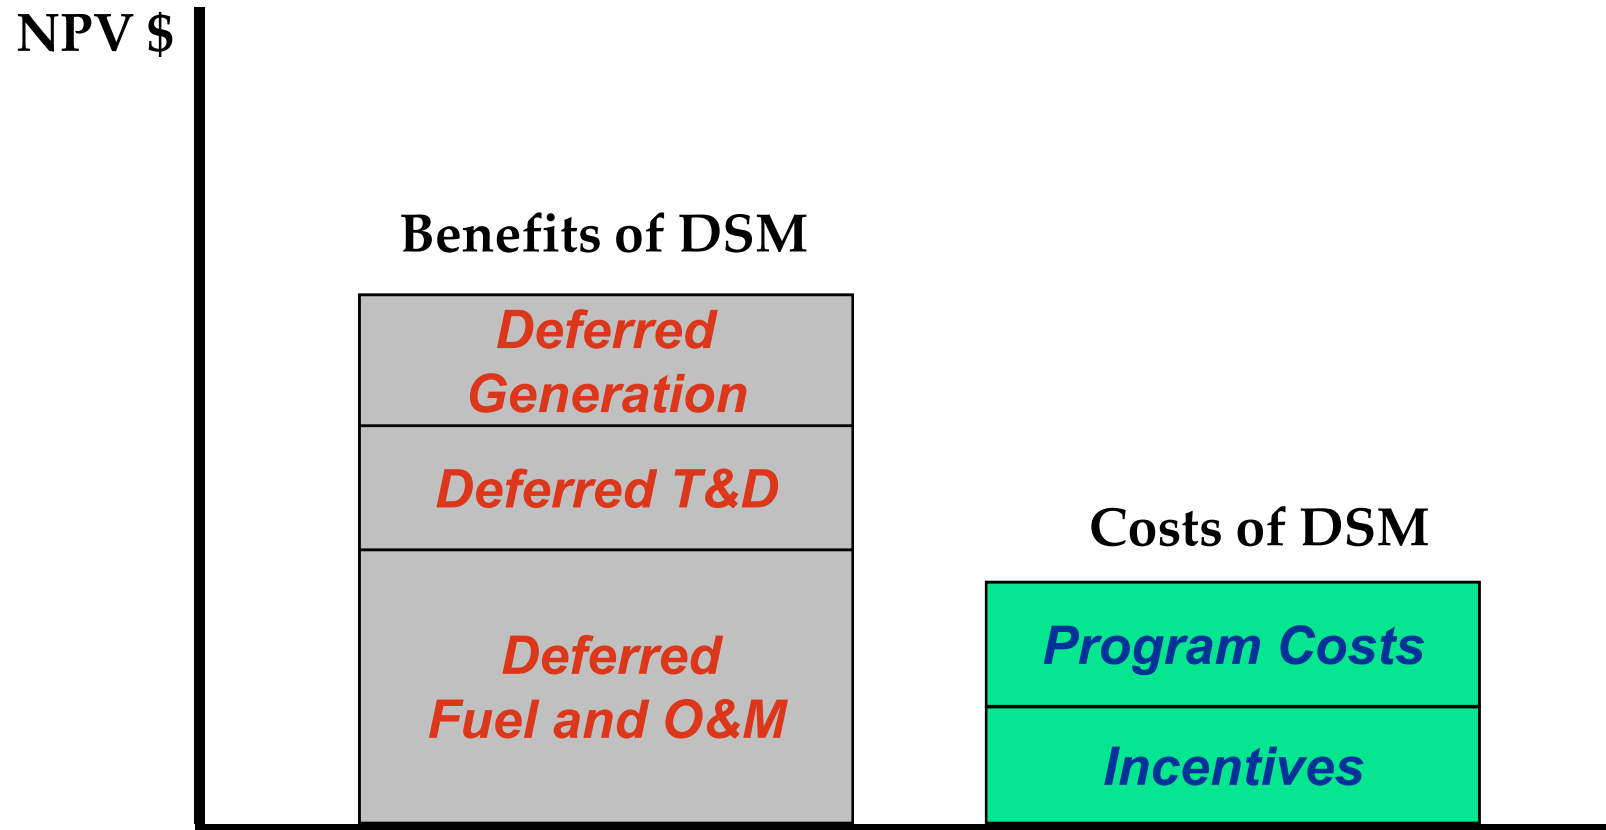 NPV $
Benefits of DSM
Deferred
Generation
Deferred T&D
Deferred
Fuel and O&M
Costs of DSM
Program Costs
Incentives